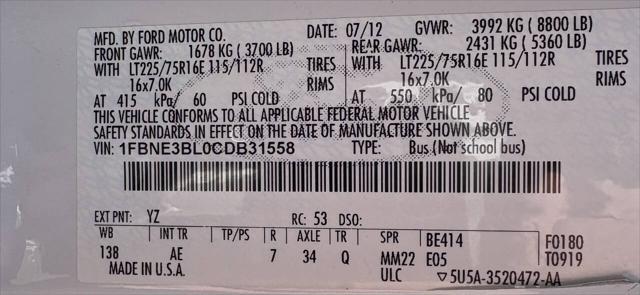 MFD. BY FORD MOTOR CO. DATE: 07/12 GVWR: 3992 KG ( 8800 LB)
FRONT GAWR: 1678 KG ( 3700 LB) REAR GAWR: 2431 KG ( 5360 LB)
WITH LT225/75R16E 115/112R TIRES WITH LT225/75R16E 115/112R TIRES
16x7.0K RIMS 16x7.0K RIMS
AT 415 kPa/ 60 PSI COLD AT 550 kPa/ 80 PSI COLD
THIS VEHICLE CONFORMS TO ALL APPLICABLE FEDERAL MOTOR VEHICLE
SAFETY STANDARDS IN EFFECT ON THE DATE OF MANUFACTURE SHOWN ABOVE.
VIN: 1FBNE3BL0CDB31558 TYPE: Bus (Not school bus)
EXT PNT: YZ RC: 53 DSO:
WB INT TR TP/PS R AXLE TR SPR BE414 F0180
138 AE 7 34 Q MM22 E05 T0919
MADE IN U.S.A. ULC ▽5U5A-3520472-AA